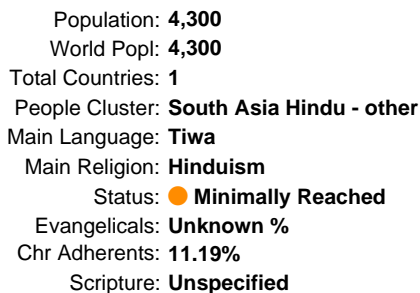 Population: 4,300
World Popl: 4,300
Total Countries: 1
People Cluster: South Asia Hindu - other
Main Language: Tiwa
Main Religion: Hinduism
Status: Minimally Reached
Evangelicals: Unknown %
Chr Adherents: 11.19%
Scripture: Unspecified